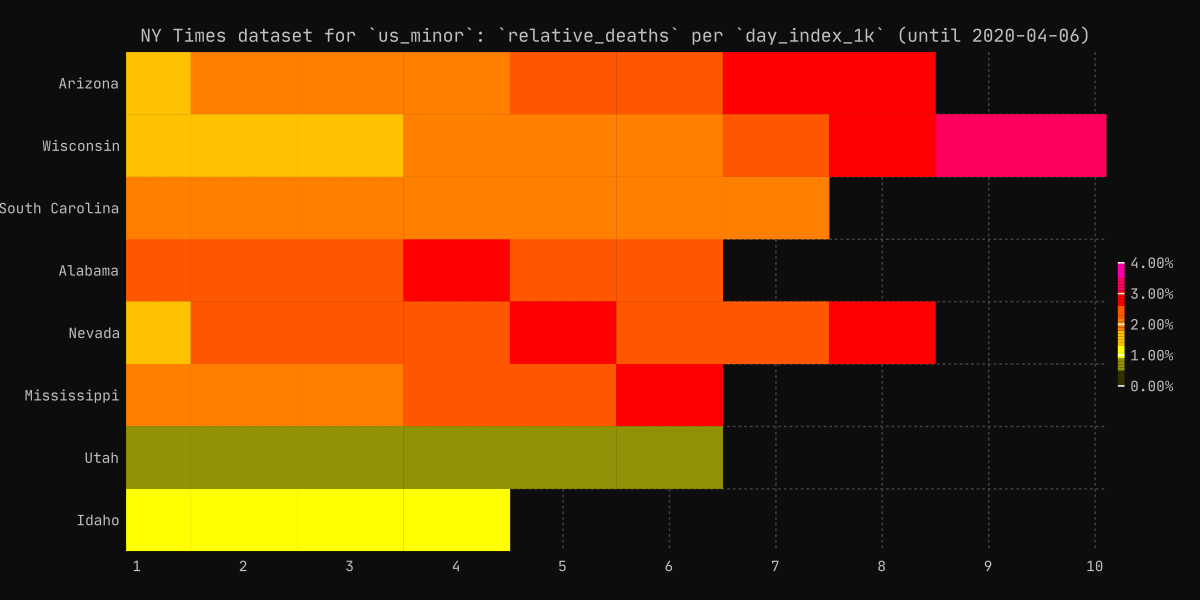 NY Times dataset for `us_minor`: `relative_deaths` per `day_index_1k` (until 2020-04-06)
Arizona
Wisconsin
South Carolina
Alabama
Nevada
Mississippi
Utah
Idaho
1 2 3 4 5 6 7 8 9 10
4.00%
3.00%
2.00%
1.00%
0.00%